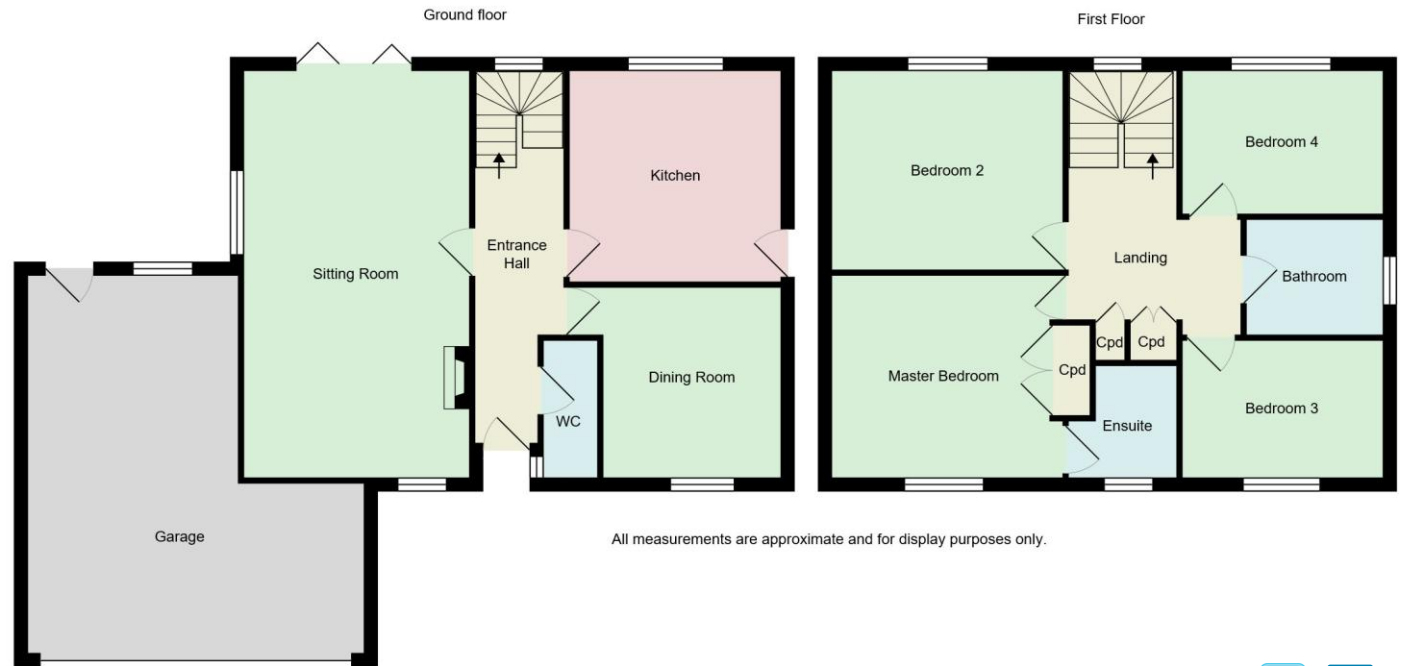 Ground floor
First Floor
Kitchen
Sitting Room
Entrance
Hall
Dining Room
WC
Garage
Bedroom 2
Bedroom 4
Landing
Bathroom
Cpd
Cpd
Cpd
Master Bedroom
Ensuite
Bedroom 3
All measurements are approximate and for display purposes only.